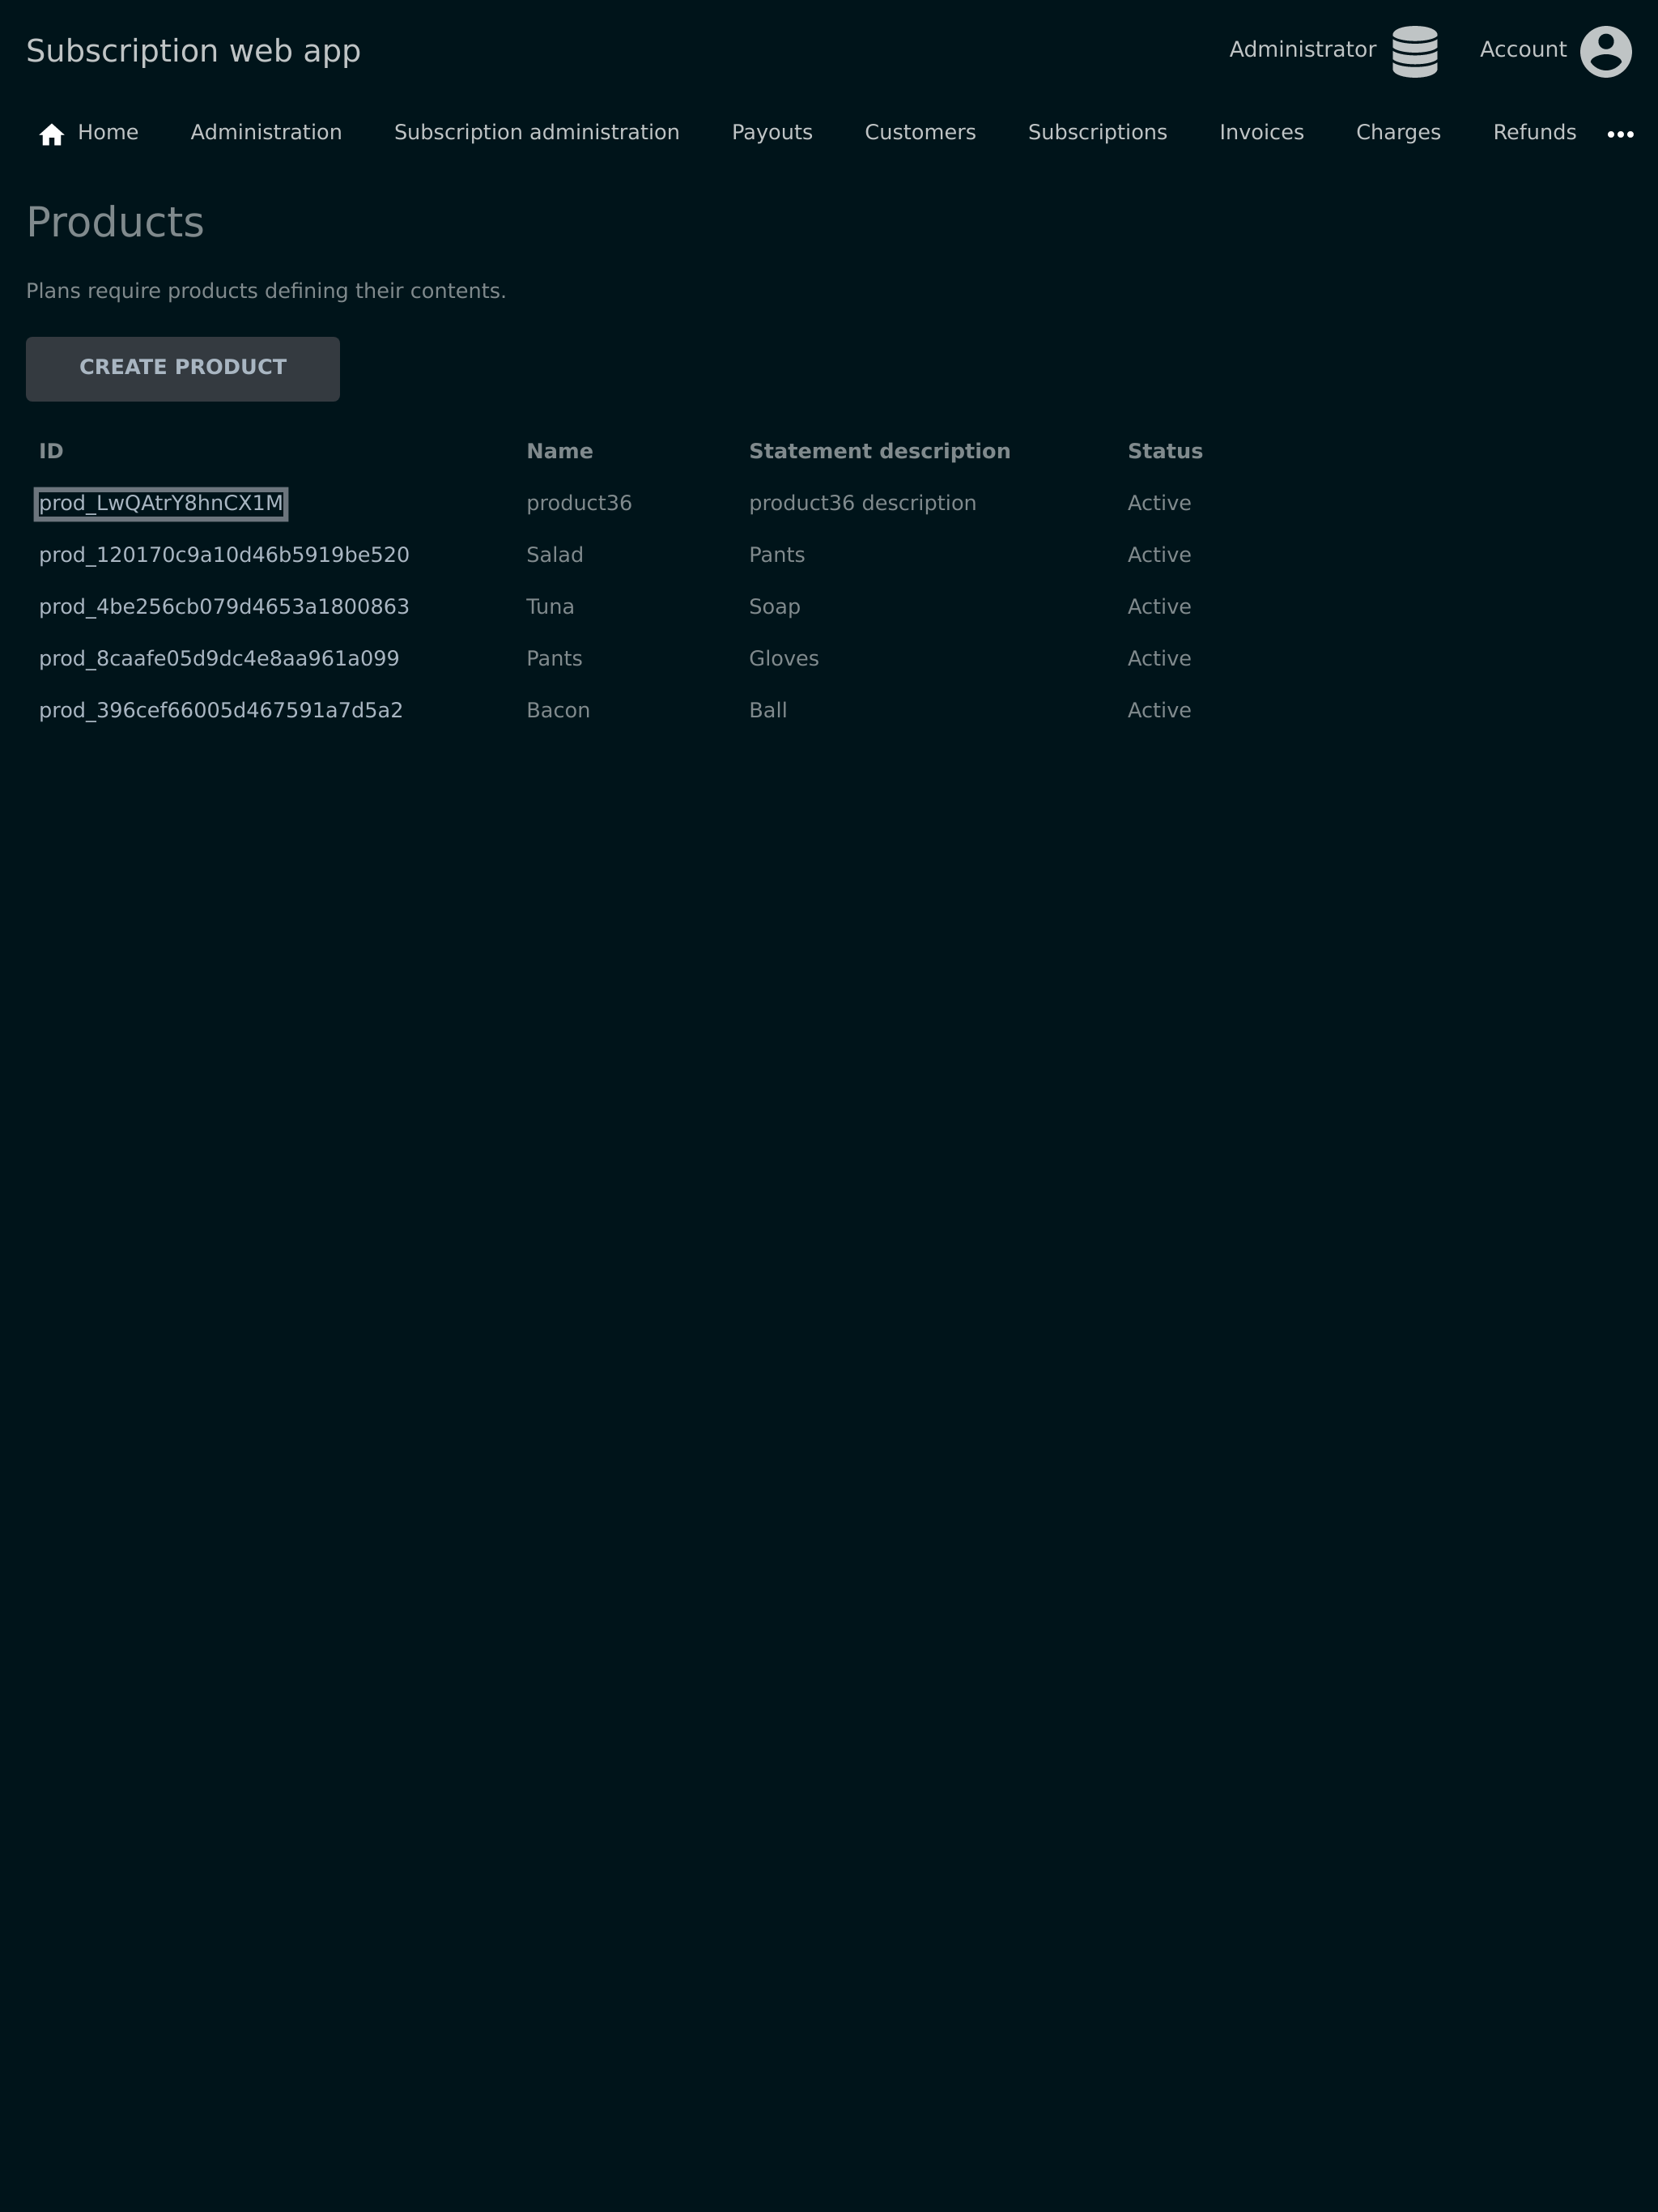 Subscription web app Administrator Account
Home Administration Subscription administration Payouts Customers Subscriptions Invoices Charges Refunds •••
Products
Plans require products defining their contents.
CREATE PRODUCT
ID Name Statement description Status
prod_LwQAtrY8hnCX1M product36 product36 description Active
prod_120170c9a10d46b5919be520 Salad Pants Active
prod_4be256cb079d4653a1800863 Tuna Soap Active
prod_8caafe05d9dc4e8aa961a099 Pants Gloves Active
prod_396cef66005d467591a7d5a2 Bacon Ball Active